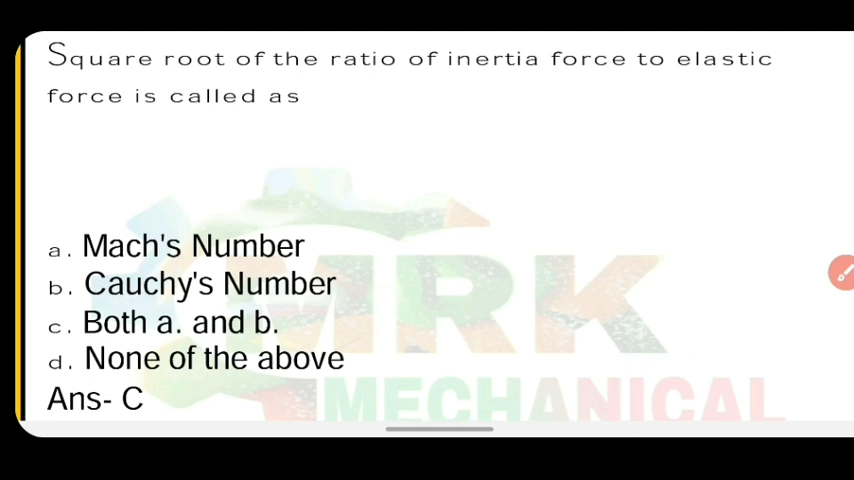 Square root of the ratio of inertia force to elastic
force is called as
a. Mach's Number
b. Cauchy's Number
c. Both a. and b.
d. None of the above
Ans- C
MRK
MECHANICAL